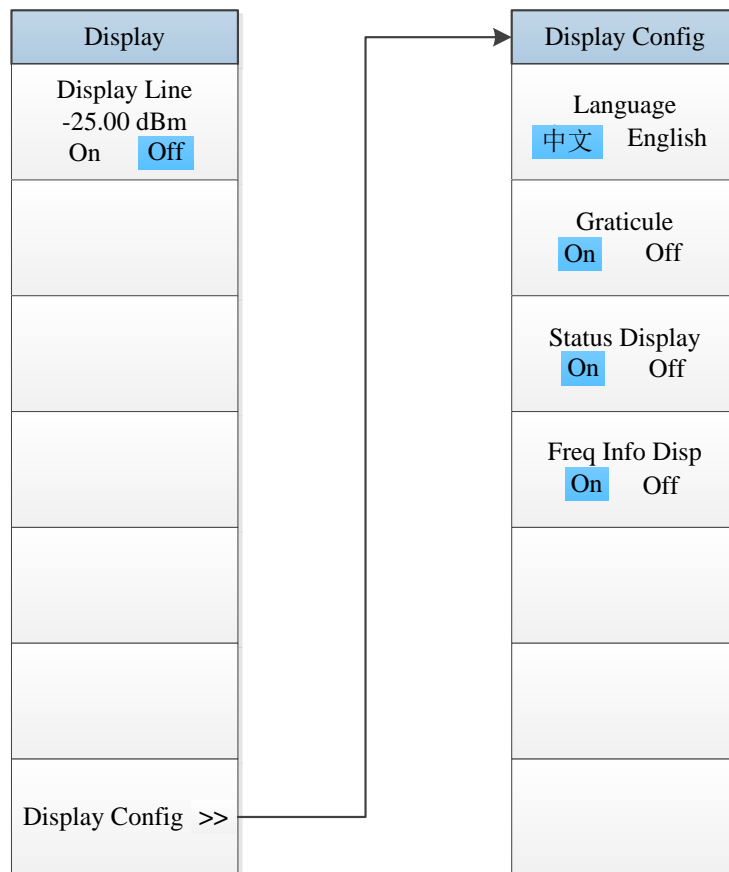 Display
Display Line
-25.00 dBm
On Off
Display Config >>
Display Config
Language
中文 English
Graticule
On Off
Status Display
On Off
Freq Info Disp
On Off